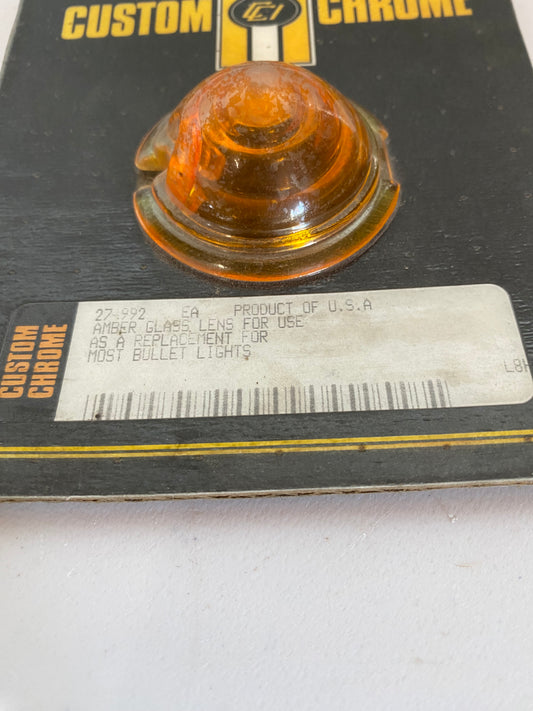 CUSTOM CHROME
27-992 EA PRODUCT OF U.S.A
AMBER GLASS LENS FOR USE
AS A REPLACEMENT FOR
MOST BULLET LIGHTS
CUSTOM
CHROME